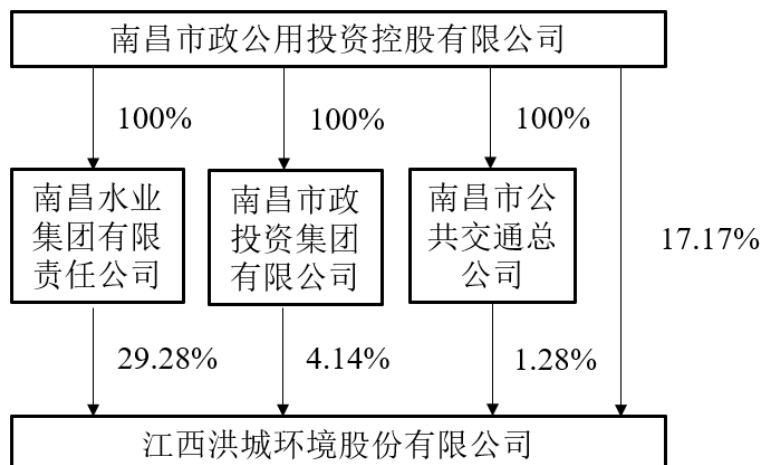 南昌市政公用投资控股有限公司
100%
100%
100%
17.17%
南昌水业
集团有限
责任公司
南昌市政
投资集团
有限公司
南昌市公
共交通总
公司
29.28%
4.14%
1.28%
江西洪城环境股份有限公司